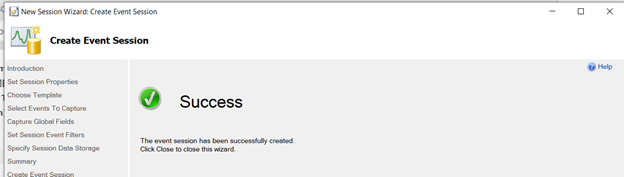 New Session Wizard: Create Event Session
Create Event Session
Help
Introduction
Set Session Properties
Choose Template
Select Events To Capture
Capture Global Fields
Set Session Event Filters
Specify Session Data Storage
Summary
Create Event Session
Success
The event session has been successfully created.
Click Close to close this wizard.